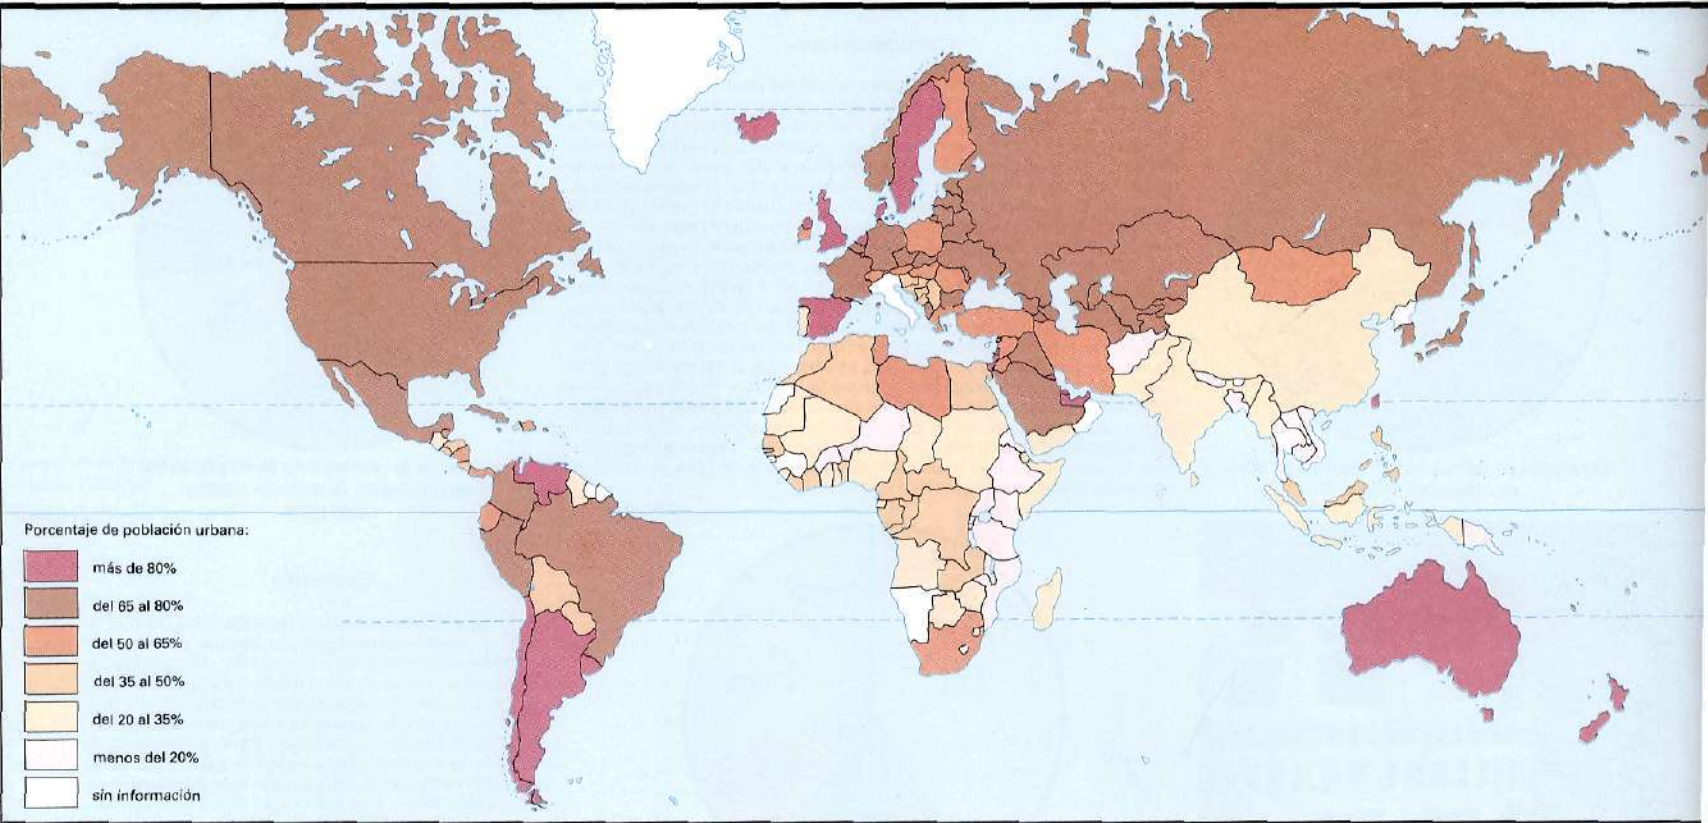 Porcentaje de población urbana:
más de 80%
del 65 al 80%
del 50 al 65%
del 35 al 50%
del 20 al 35%
menos del 20%
sin información